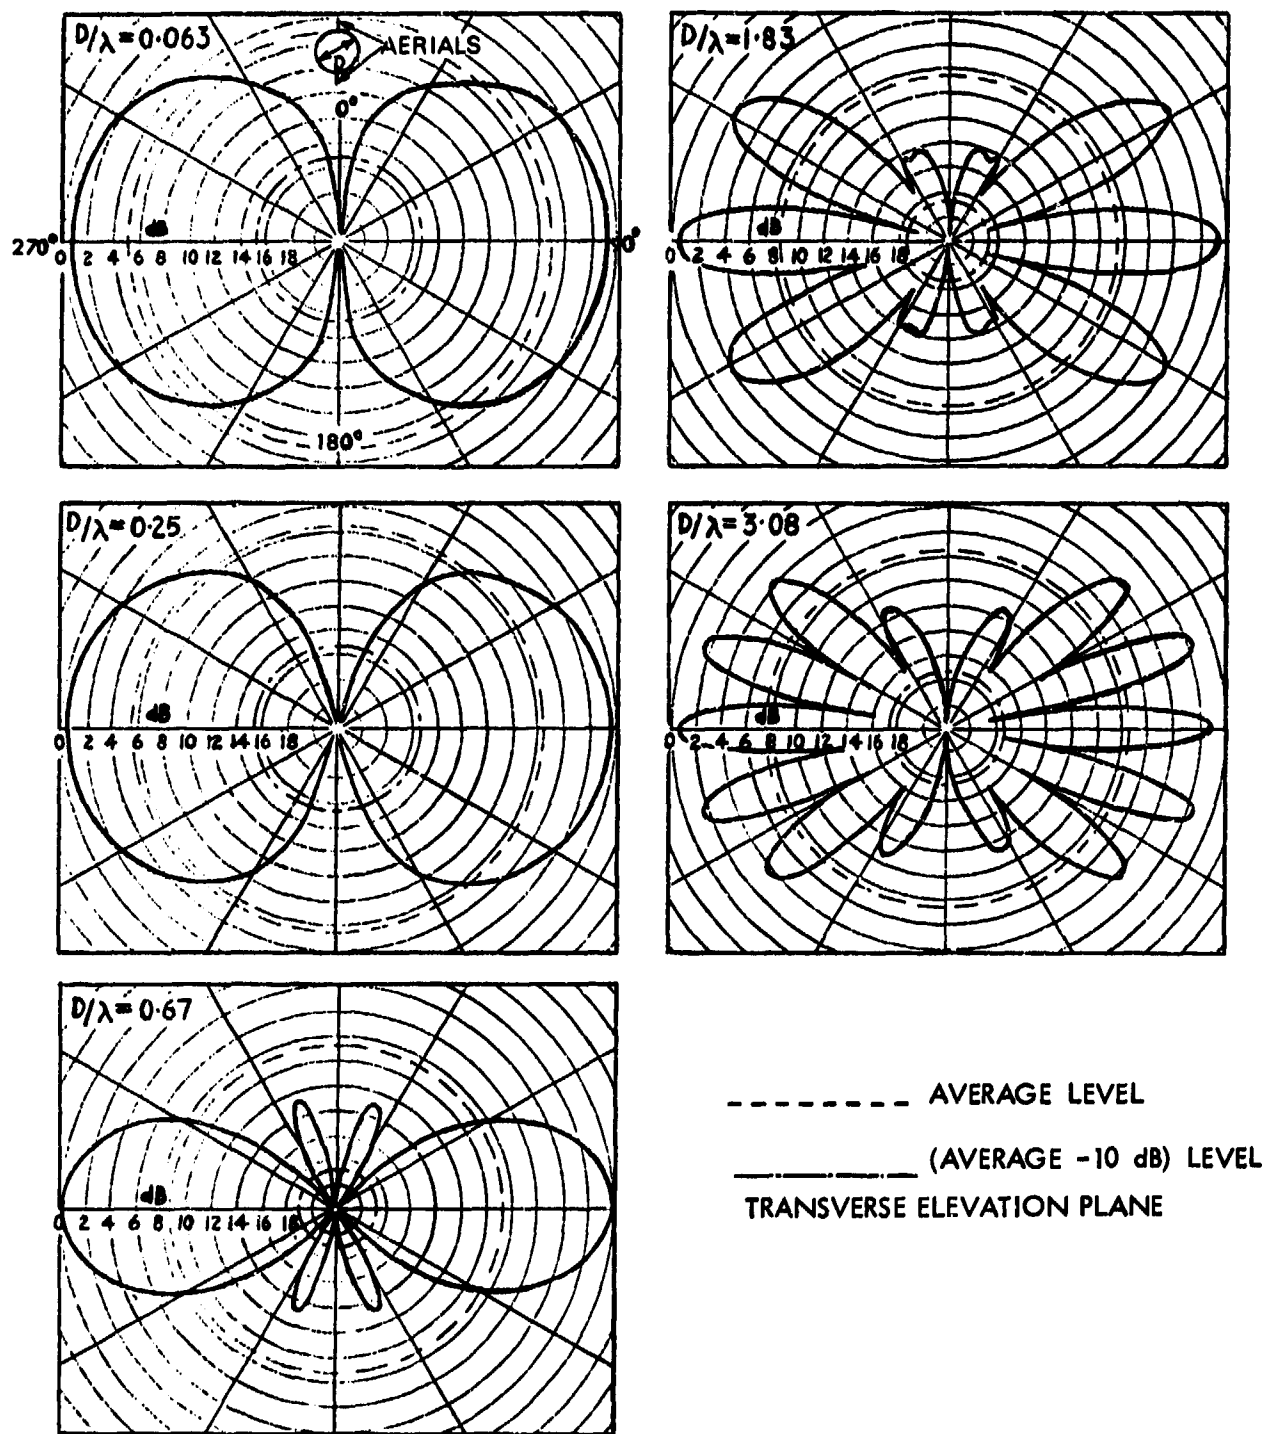 D/λ=0·063
AERIALS
D
0°
dB
270°
0 2 4 6 8 10 12 14 16 18
180°
D/λ=1·83
dB
0 2 4 6 8 10 12 14 16 18
D/λ=0·25
dB
0 2 4 6 8 10 12 14 16 18
D/λ=3·08
dB
0 2 4 6 8 10 12 14 16 18
D/λ=0·67
dB
0 2 4 6 8 10 12 14 16 18
AVERAGE LEVEL
(AVERAGE -10 dB) LEVEL
TRANSVERSE ELEVATION PLANE